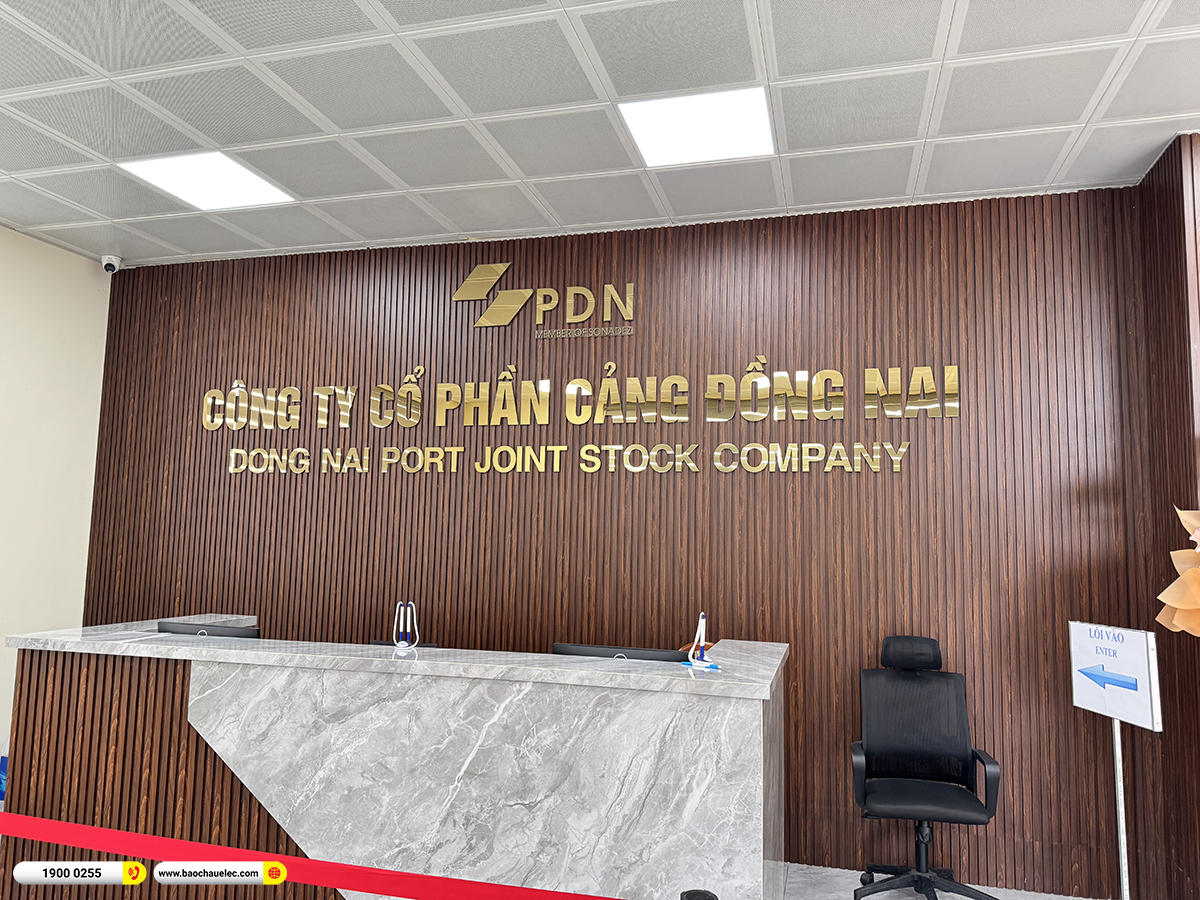 PDN
MEMBER OF SONADEZI
CÔNG TY CỔ PHẦN CẢNG ĐỒNG NAI
DONG NAI PORT JOINT STOCK COMPANY
LỐI VÀO
ENTER
1900 0255
www.baochauelec.com